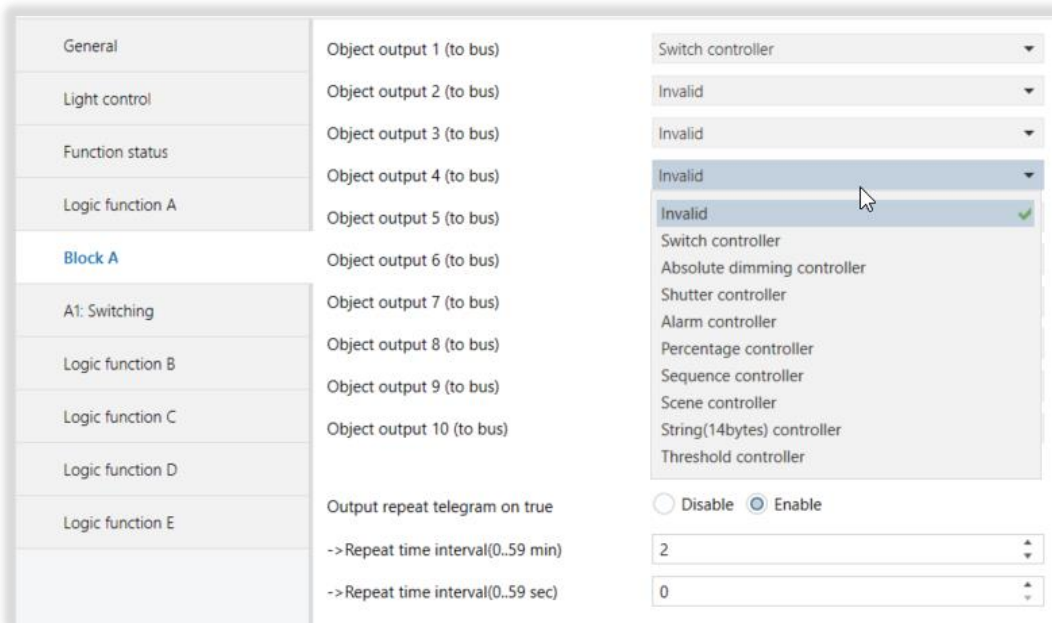 General
Light control
Function status
Logic function A
Block A
A1: Switching
Logic function B
Logic function C
Logic function D
Logic function E
Object output 1 (to bus) Switch controller
Object output 2 (to bus) Invalid
Object output 3 (to bus) Invalid
Object output 4 (to bus) Invalid
Object output 5 (to bus)
Object output 6 (to bus)
Object output 7 (to bus)
Object output 8 (to bus)
Object output 9 (to bus)
Object output 10 (to bus)
Invalid
Switch controller
Absolute dimming controller
Shutter controller
Alarm controller
Percentage controller
Sequence controller
Scene controller
String(14bytes) controller
Threshold controller
Output repeat telegram on true Disable Enable
->Repeat time interval(0..59 min) 2
->Repeat time interval(0..59 sec) 0